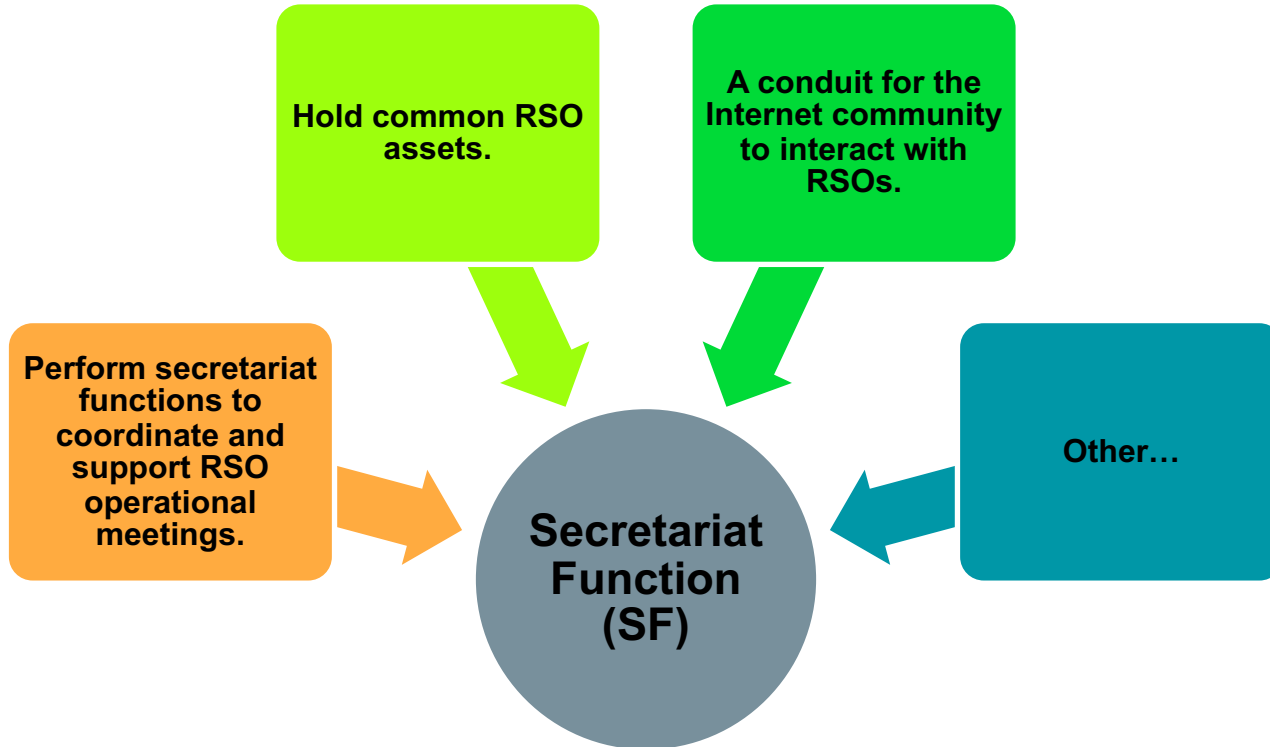 Hold common RSO
assets.
A conduit for the
Internet community
to interact with
RSOs.
Perform secretariat
functions to
coordinate and
support RSO
operational
meetings.
Other…
Secretariat
Function
(SF)